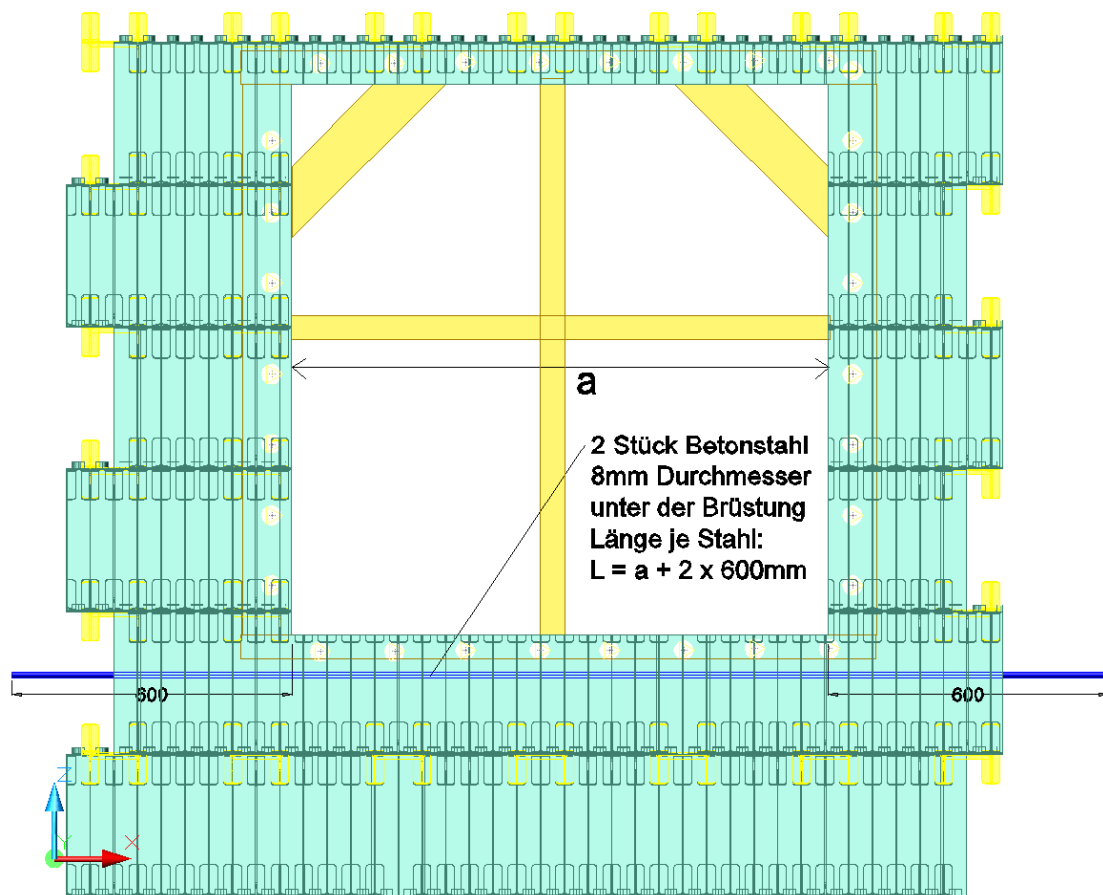 a
2 Stück Betonstahl
8mm Durchmesser
unter der Brüstung
Länge je Stahl:
L = a + 2 x 600mm
600
600
Z
Y
X